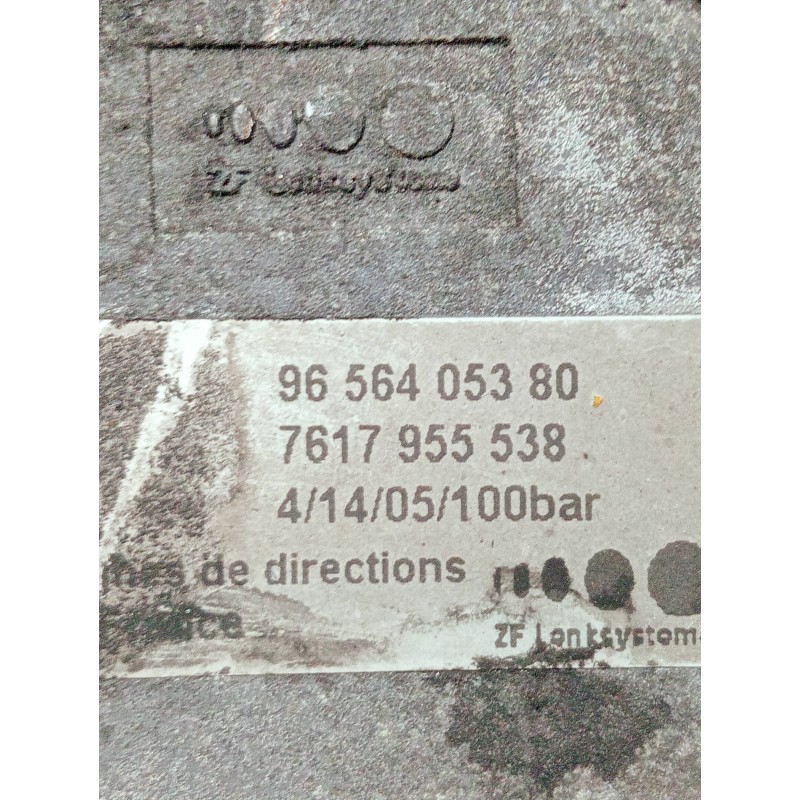 ZF Lenksysteme
96 564 053 80
7617 955 538
4/14/05/100bar
de directions
ZF Lenksysteme